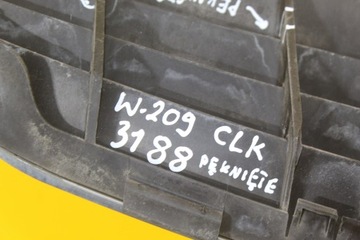 W-209 CLK
3188 PĘKNIĘTE